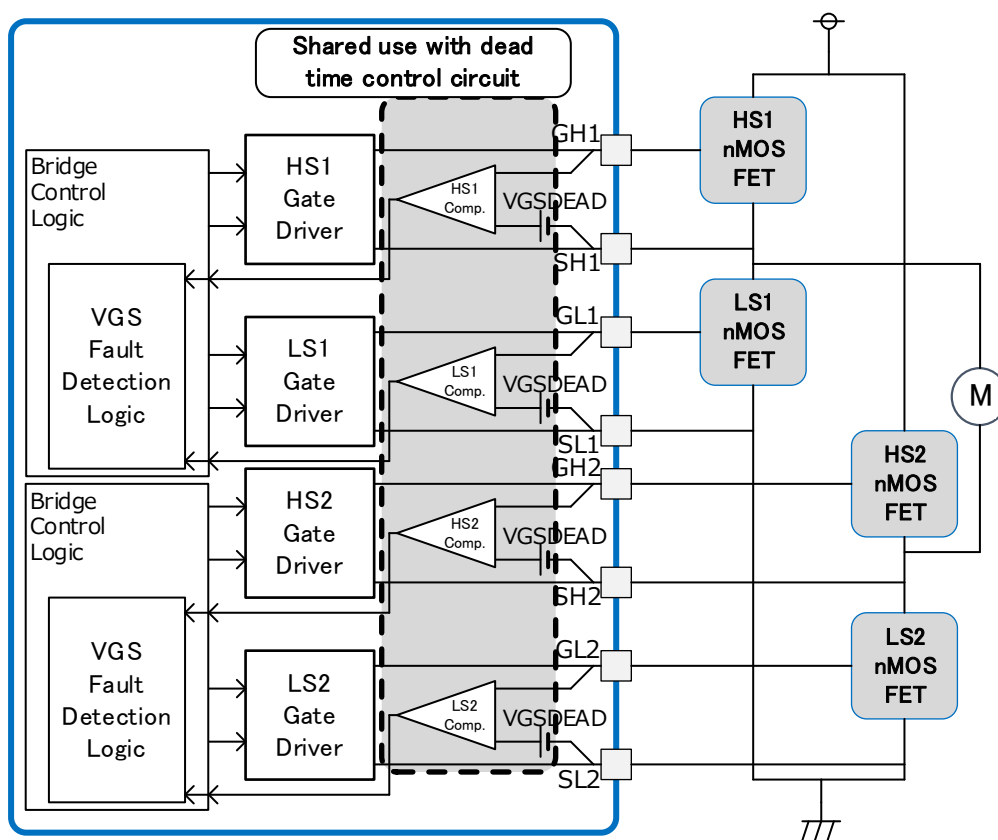 Shared use with dead
time control circuit
Bridge
Control
Logic
VGS
Fault
Detection
Logic
HS1
Gate
Driver
HS1
Comp.
GH1
VGSDEAD
SH1
HS1
nMOS
FET
LS1
Gate
Driver
LS1
Comp.
GL1
VGSDEAD
SL1
LS1
nMOS
FET
M
Bridge
Control
Logic
VGS
Fault
Detection
Logic
HS2
Gate
Driver
HS2
Comp.
GH2
VGSDEAD
SH2
HS2
nMOS
FET
LS2
Gate
Driver
LS2
Comp.
GL2
VGSDEAD
SL2
LS2
nMOS
FET